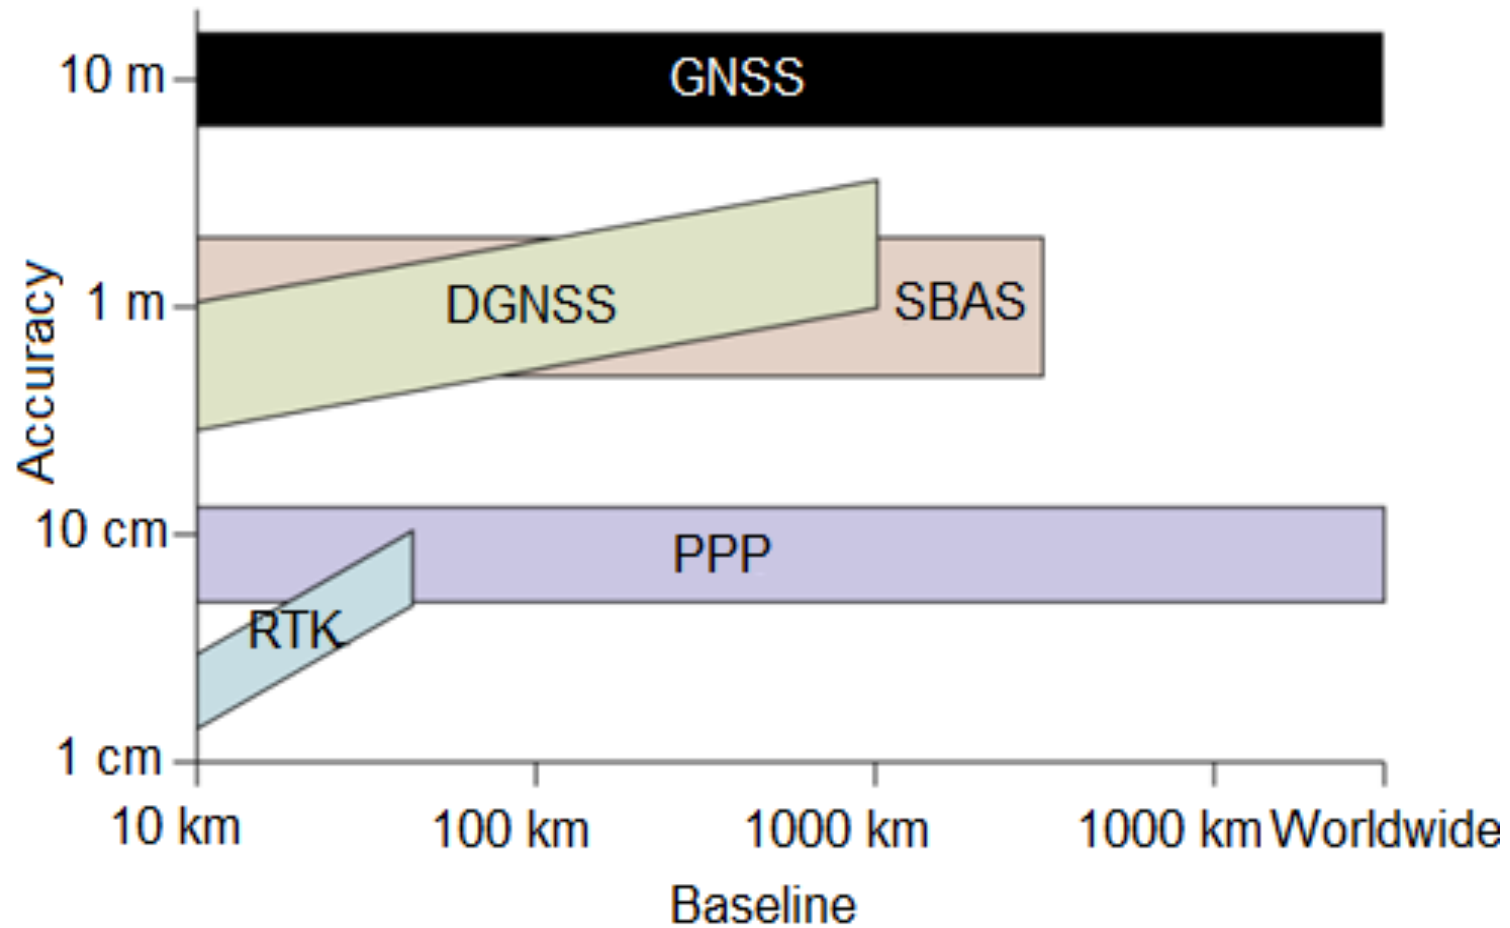 GNSS
10 m
DGNSS
SBAS
1 m
Accuracy
10 cm
PPP
RTK
1 cm
10 km
100 km
1000 km
1000 km
Worldwide
Baseline